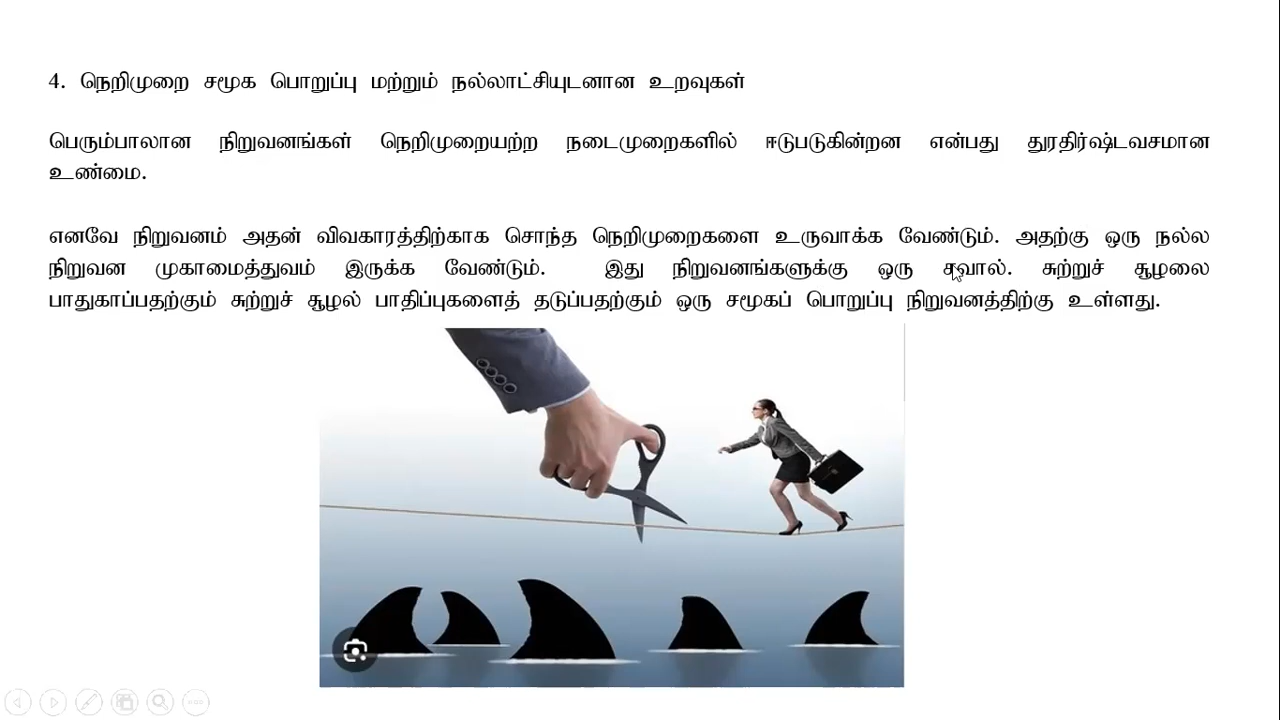 4. நெறிமுறை சமூக பொறுப்பு மற்றும் நல்லாட்சியுடனான உறவுகள்
பெரும்பாலான நிறுவனங்கள் நெறிமுறையற்ற நடைமுறைகளில் ஈடுபடுகின்றன என்பது துரதிர்ஷ்டவசமான
உண்மை.
எனவே நிறுவனம் அதன் விவகாரத்திற்காக சொந்த நெறிமுறைகளை உருவாக்க வேண்டும். அதற்கு ஒரு நல்ல
நிறுவன முகாமைத்துவம் இருக்க வேண்டும். இது நிறுவனங்களுக்கு ஒரு சவால். சுற்றுச் சூழலை
பாதுகாப்பதற்கும் சுற்றுச் சூழல் பாதிப்புகளைத் தடுப்பதற்கும் ஒரு சமூகப் பொறுப்பு நிறுவனத்திற்கு உள்ளது.